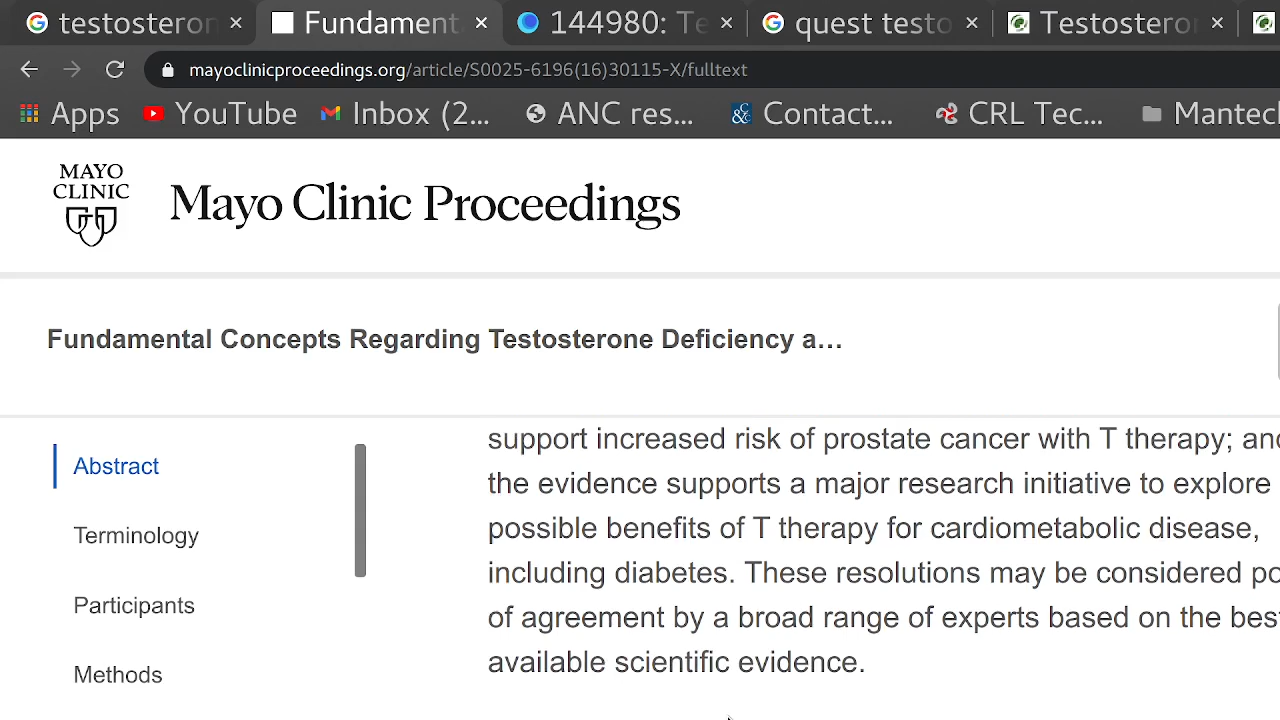 testosteron
Fundament
144980: Te
quest testo
Testosteron
mayoclinicproceedings.org/article/S0025-6196(16)30115-X/fulltext
Apps
YouTube
Inbox (2...
ANC res...
Contact...
CRL Tec...
Mantech
MAYO
CLINIC
Mayo Clinic Proceedings
Fundamental Concepts Regarding Testosterone Deficiency a...
Abstract
Terminology
Participants
Methods
support increased risk of prostate cancer with T therapy; and
the evidence supports a major research initiative to explore
possible benefits of T therapy for cardiometabolic disease,
including diabetes. These resolutions may be considered po
of agreement by a broad range of experts based on the best
available scientific evidence.